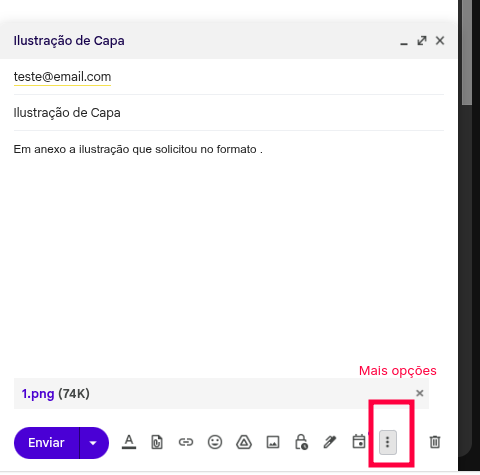 Ilustração de Capa
teste@email.com
Ilustração de Capa
Em anexo a ilustração que solicitou no formato .
Mais opções
1.png (74K)
Enviar